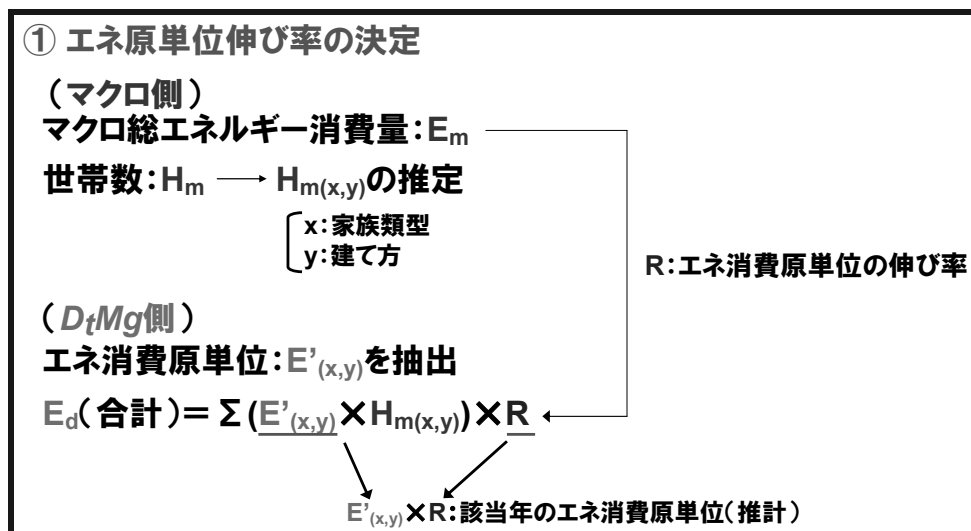 ① エネ原単位伸び率の決定
（マクロ側）
マクロ総エネルギー消費量：Em
世帯数：Hm → Hm(x,y)の推定
x：家族類型
y：建て方
R：エネ消費原単位の伸び率
（DtMg側）
エネ消費原単位：E’(x,y)を抽出
Ed（合計）＝Σ（E’(x,y)×Hm(x,y)）×R
E’(x,y)×R：該当年のエネ消費原単位（推計）